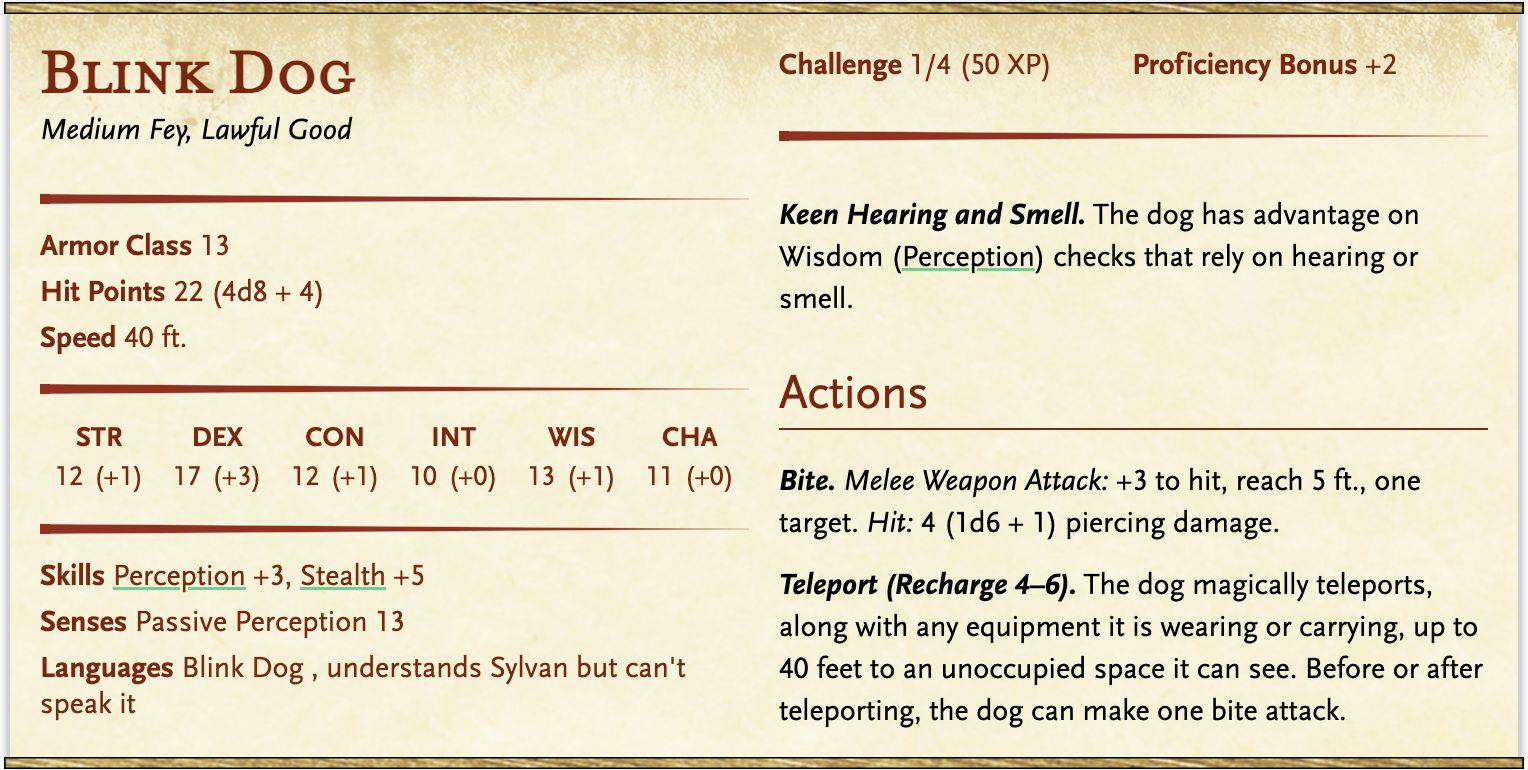 Blink Dog
Medium Fey, Lawful Good
Armor Class 13
Hit Points 22 (4d8 + 4)
Speed 40 ft.
STR DEX CON INT WIS CHA
12 (+1) 17 (+3) 12 (+1) 10 (+0) 13 (+1) 11 (+0)
Skills Perception +3, Stealth +5
Senses Passive Perception 13
Languages Blink Dog , understands Sylvan but can't
speak it
Challenge 1/4 (50 XP) Proficiency Bonus +2
Keen Hearing and Smell. The dog has advantage on
Wisdom (Perception) checks that rely on hearing or
smell.
Actions
Bite. Melee Weapon Attack: +3 to hit, reach 5 ft., one
target. Hit: 4 (1d6 + 1) piercing damage.
Teleport (Recharge 4–6). The dog magically teleports,
along with any equipment it is wearing or carrying, up to
40 feet to an unoccupied space it can see. Before or after
teleporting, the dog can make one bite attack.